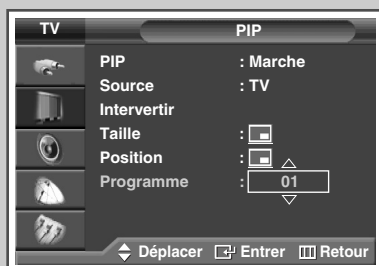 TV PIP
PIP : Marche
Source : TV
Intervertir
Taille :
Position :
Programme : 01
Déplacer Entrer Retour